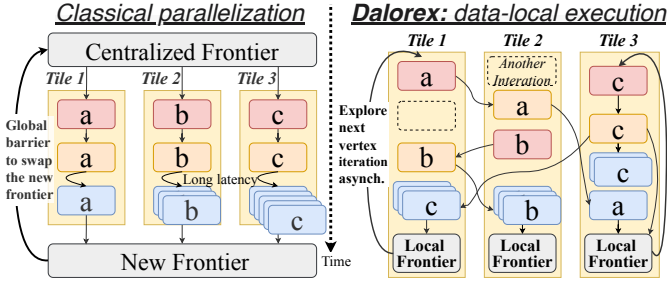 Classical parallelization
Centralized Frontier
Tile 1
Tile 2
Tile 3
a
b
c
a
b
c
Long latency
a
b
c
Global
barrier
to swap
the new
frontier
New Frontier
Time
Dalorex: data-local execution
Tile 1
Tile 2
Tile 3
a
Another
Interation.
c
a
c
b
b
c
c
b
a
Explore
next
vertex
iteration
asynch.
Local
Frontier
Local
Frontier
Local
Frontier